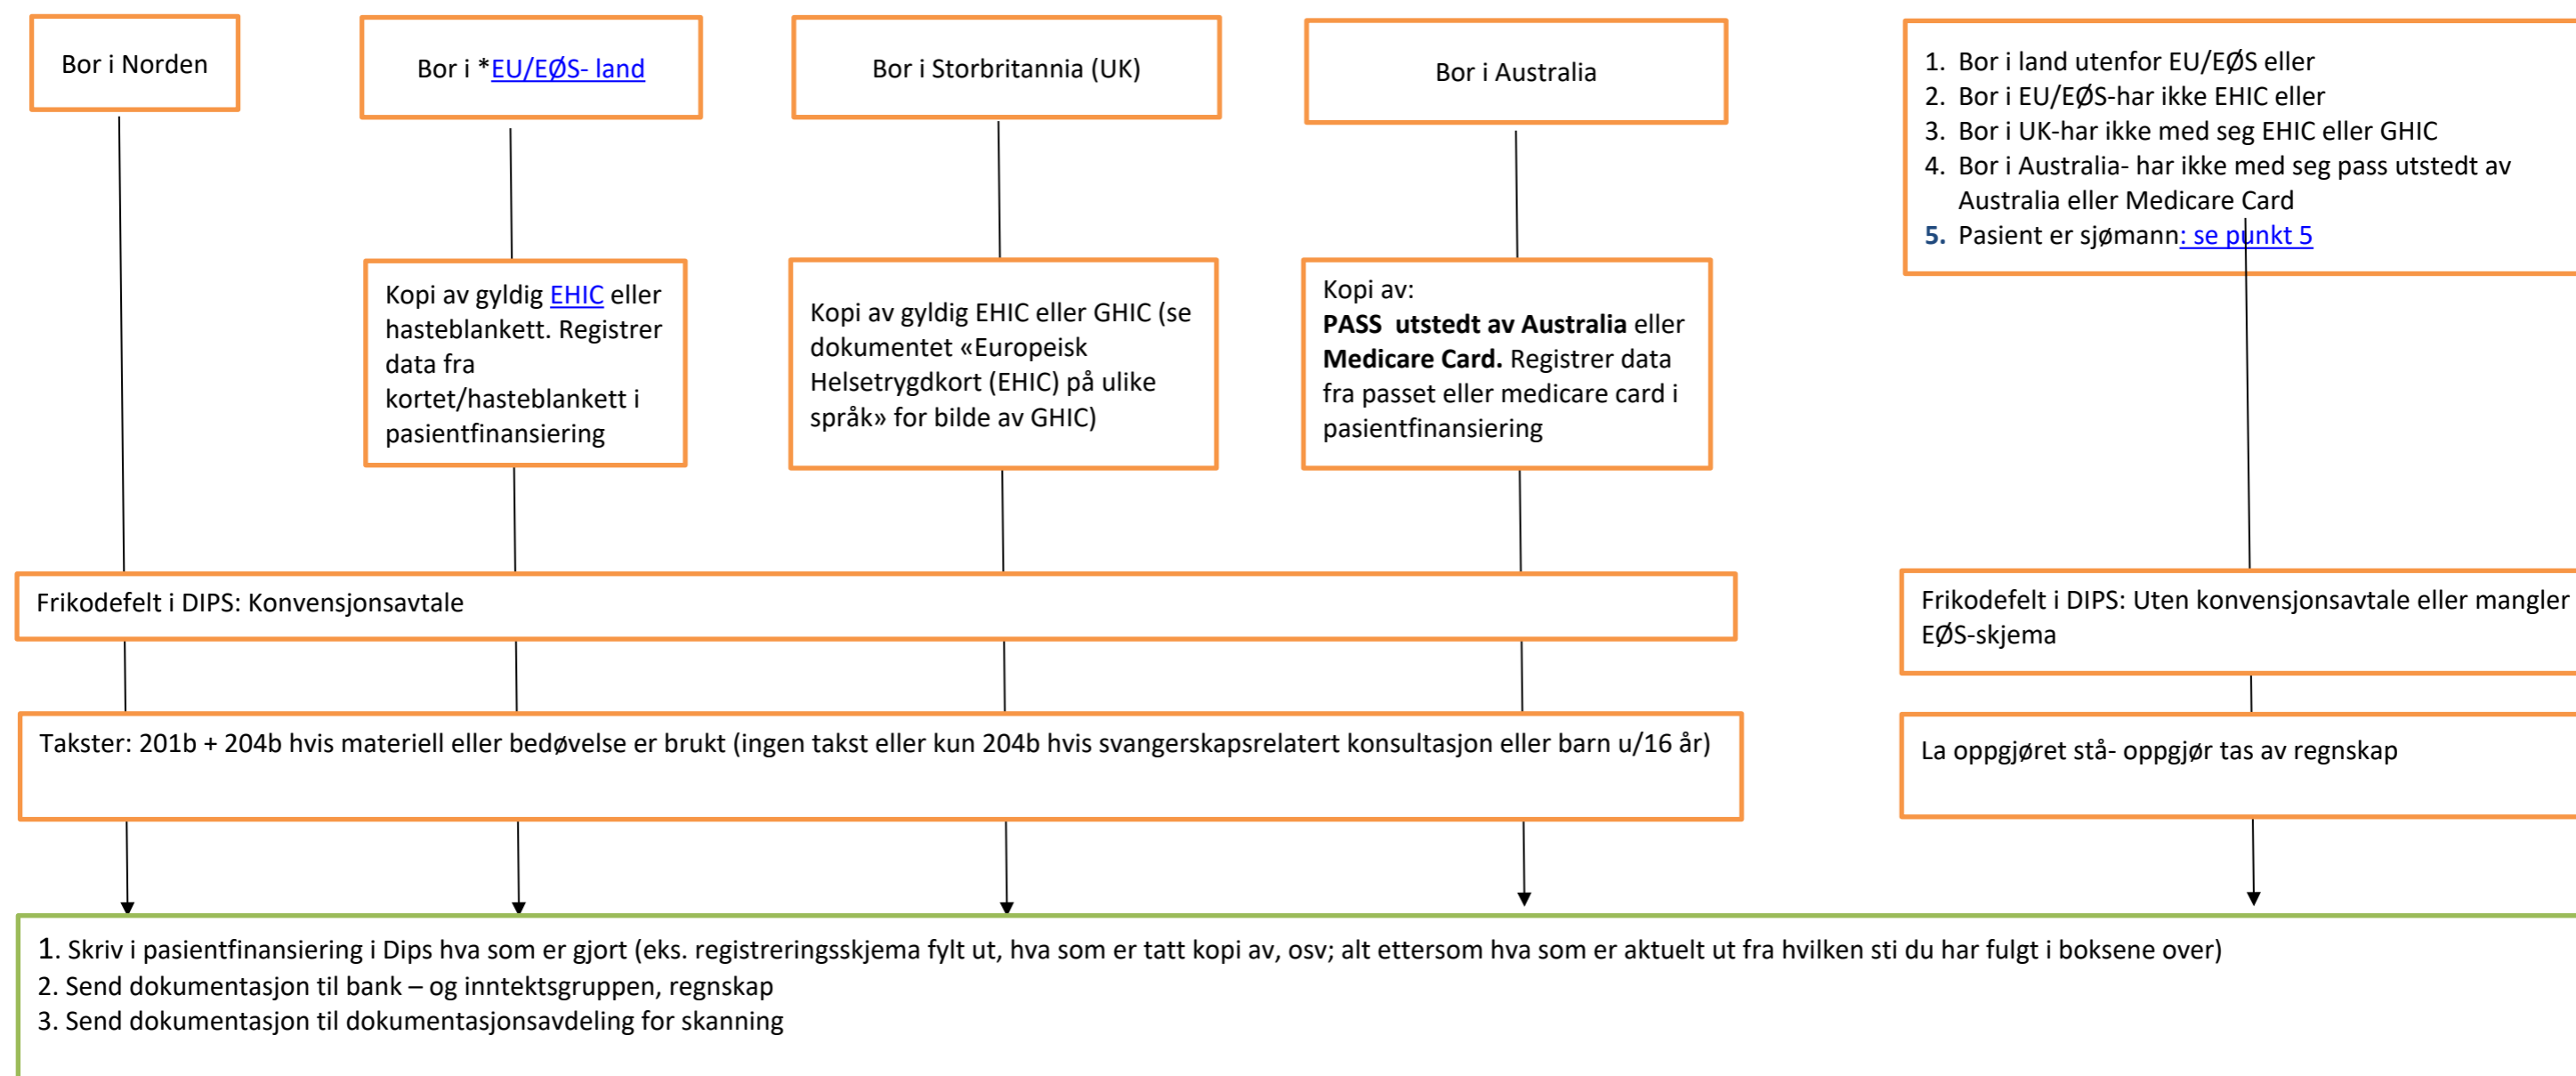 Bor i Norden
Bor i *EU/EØS- land
Bor i Storbritannia (UK)
Bor i Australia
1. Bor i land utenfor EU/EØS eller
2. Bor i EU/EØS-har ikke EHIC eller
3. Bor i UK-har ikke med seg EHIC eller GHIC
4. Bor i Australia- har ikke med seg pass utstedt av
Australia eller Medicare Card
5. Pasient er sjømann: se punkt 5
Kopi av gyldig EHIC eller
hasteblankett. Registrer
data fra
kortet/hasteblankett i
pasientfinansiering
Kopi av gyldig EHIC eller GHIC (se
dokumentet «Europeisk
Helsetrygdkort (EHIC) på ulike
språk» for bilde av GHIC)
Kopi av:
PASS utstedt av Australia eller
Medicare Card. Registrer data
fra passet eller medicare card i
pasientfinansiering
Frikodefelt i DIPS: Konvensjonsavtale
Frikodefelt i DIPS: Uten konvensjonsavtale eller mangler
EØS-skjema
Takster: 201b + 204b hvis materiell eller bedøvelse er brukt (ingen takst eller kun 204b hvis svangerskapsrelatert konsultasjon eller barn u/16 år)
La oppgjøret stå- oppgjør tas av regnskap
1. Skriv i pasientfinansiering i Dips hva som er gjort (eks. registreringsskjema fylt ut, hva som er tatt kopi av, osv; alt ettersom hva som er aktuelt ut fra hvilken sti du har fulgt i boksene over)
2. Send dokumentasjon til bank – og inntektsgruppen, regnskap
3. Send dokumentasjon til dokumentasjonsavdeling for skanning